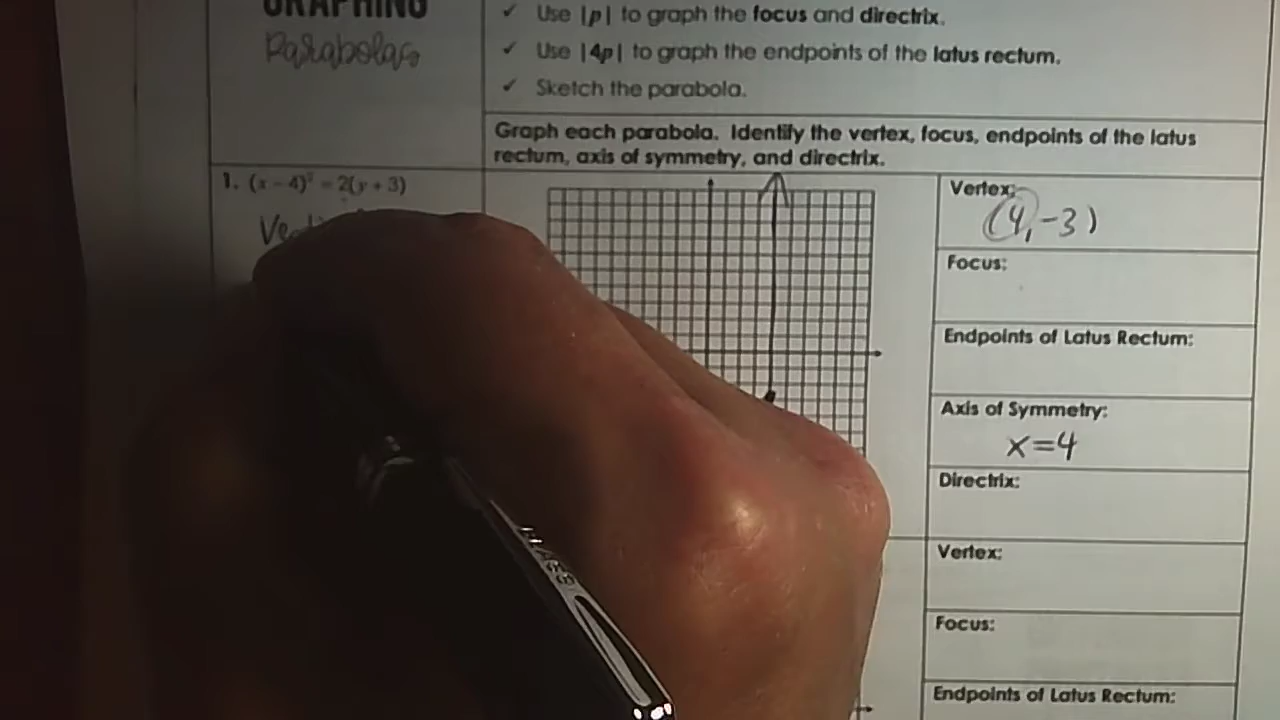 GRAPHING
Parabolas
✓ Use |p| to graph the focus and directrix.
✓ Use |4p| to graph the endpoints of the latus rectum.
✓ Sketch the parabola.
Graph each parabola. Identify the vertex, focus, endpoints of the latus
rectum, axis of symmetry, and directrix.
1. (x − 4)² = 2(y + 3)
Vertex:
(4,-3)
Focus:
Endpoints of Latus Rectum:
Axis of Symmetry:
x=4
Directrix:
Vertex:
Focus:
Endpoints of Latus Rectum: